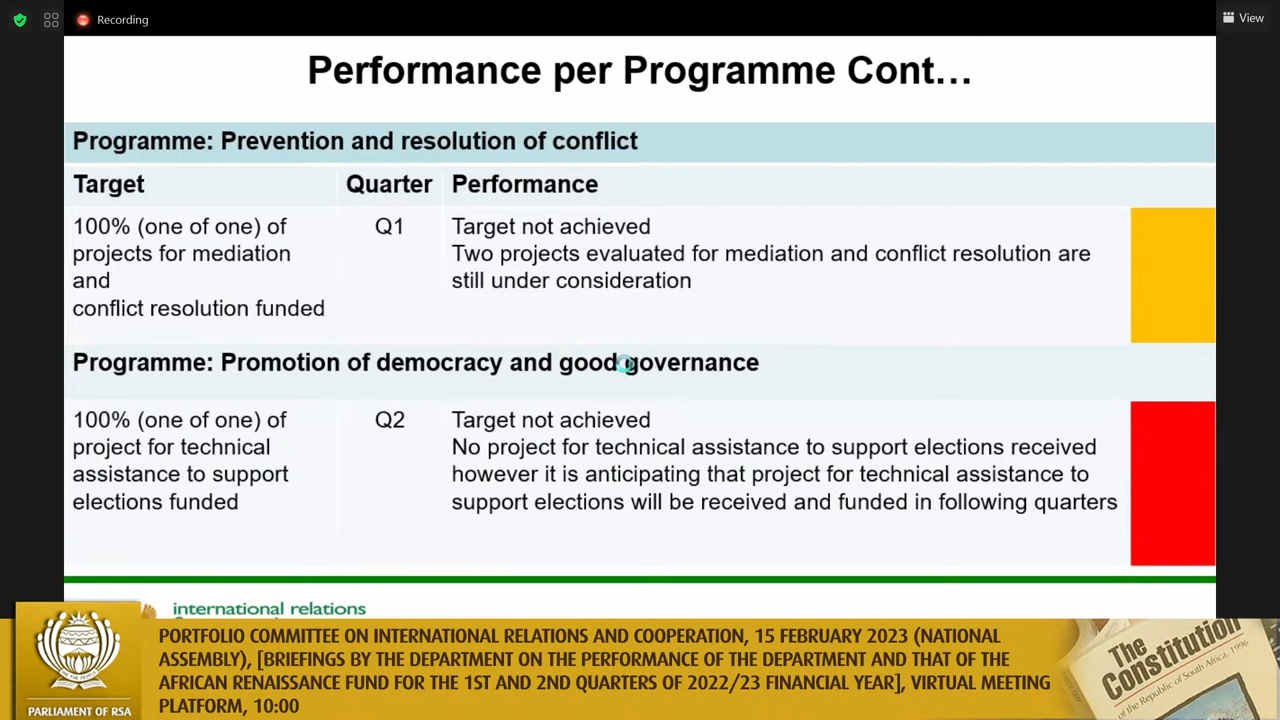 Recording
View
Performance per Programme Cont...
Programme: Prevention and resolution of conflict
Target Quarter Performance
100% (one of one) of
projects for mediation
and
conflict resolution funded
Q1
Target not achieved
Two projects evaluated for mediation and conflict resolution are
still under consideration
Programme: Promotion of democracy and good governance
100% (one of one) of
project for technical
assistance to support
elections funded
Q2
Target not achieved
No project for technical assistance to support elections received
however it is anticipating that project for technical assistance to
support elections will be received and funded in following quarters
international relations
PARLIAMENT OF RSA
PORTFOLIO COMMITTEE ON INTERNATIONAL RELATIONS AND COOPERATION, 15 FEBRUARY 2023 (NATIONAL
ASSEMBLY), [BRIEFINGS BY THE DEPARTMENT ON THE PERFORMANCE OF THE DEPARTMENT AND THAT OF THE
AFRICAN RENAISSANCE FUND FOR THE 1ST AND 2ND QUARTERS OF 2022/23 FINANCIAL YEAR], VIRTUAL MEETING
PLATFORM, 10:00
The
Constitution
of the Republic of South Africa, 1996